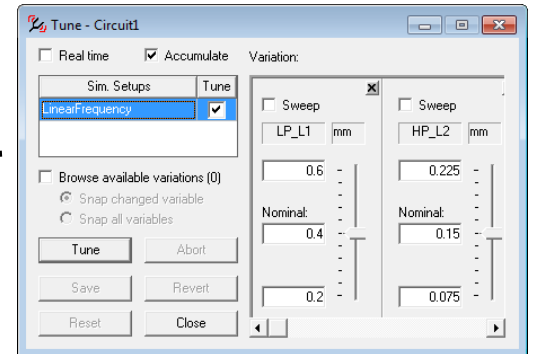 Tune - Circuit1
Real time
Accumulate
Variation:
Sim. Setups
Tune
LinearFrequency
Browse available variations (0)
Snap changed variable
Snap all variables
Tune
Abort
Save
Revert
Reset
Close
Sweep
LP_L1
mm
0.6
Nominal:
0.4
0.2
Sweep
HP_L2
mm
0.225
Nominal:
0.15
0.075